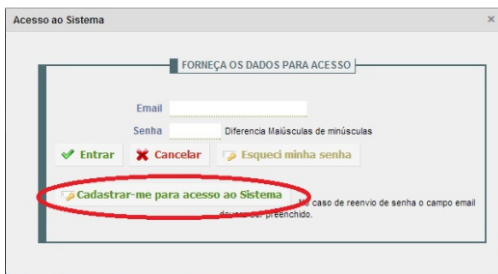 Acesso ao Sistema ×
FORNEÇA OS DADOS PARA ACESSO
Email
Senha Diferencia Maiúsculas de minúsculas
Entrar Cancelar Esqueci minha senha
Cadastrar-me para acesso ao Sistema
caso de reenvio de senha o campo email
preenchido.